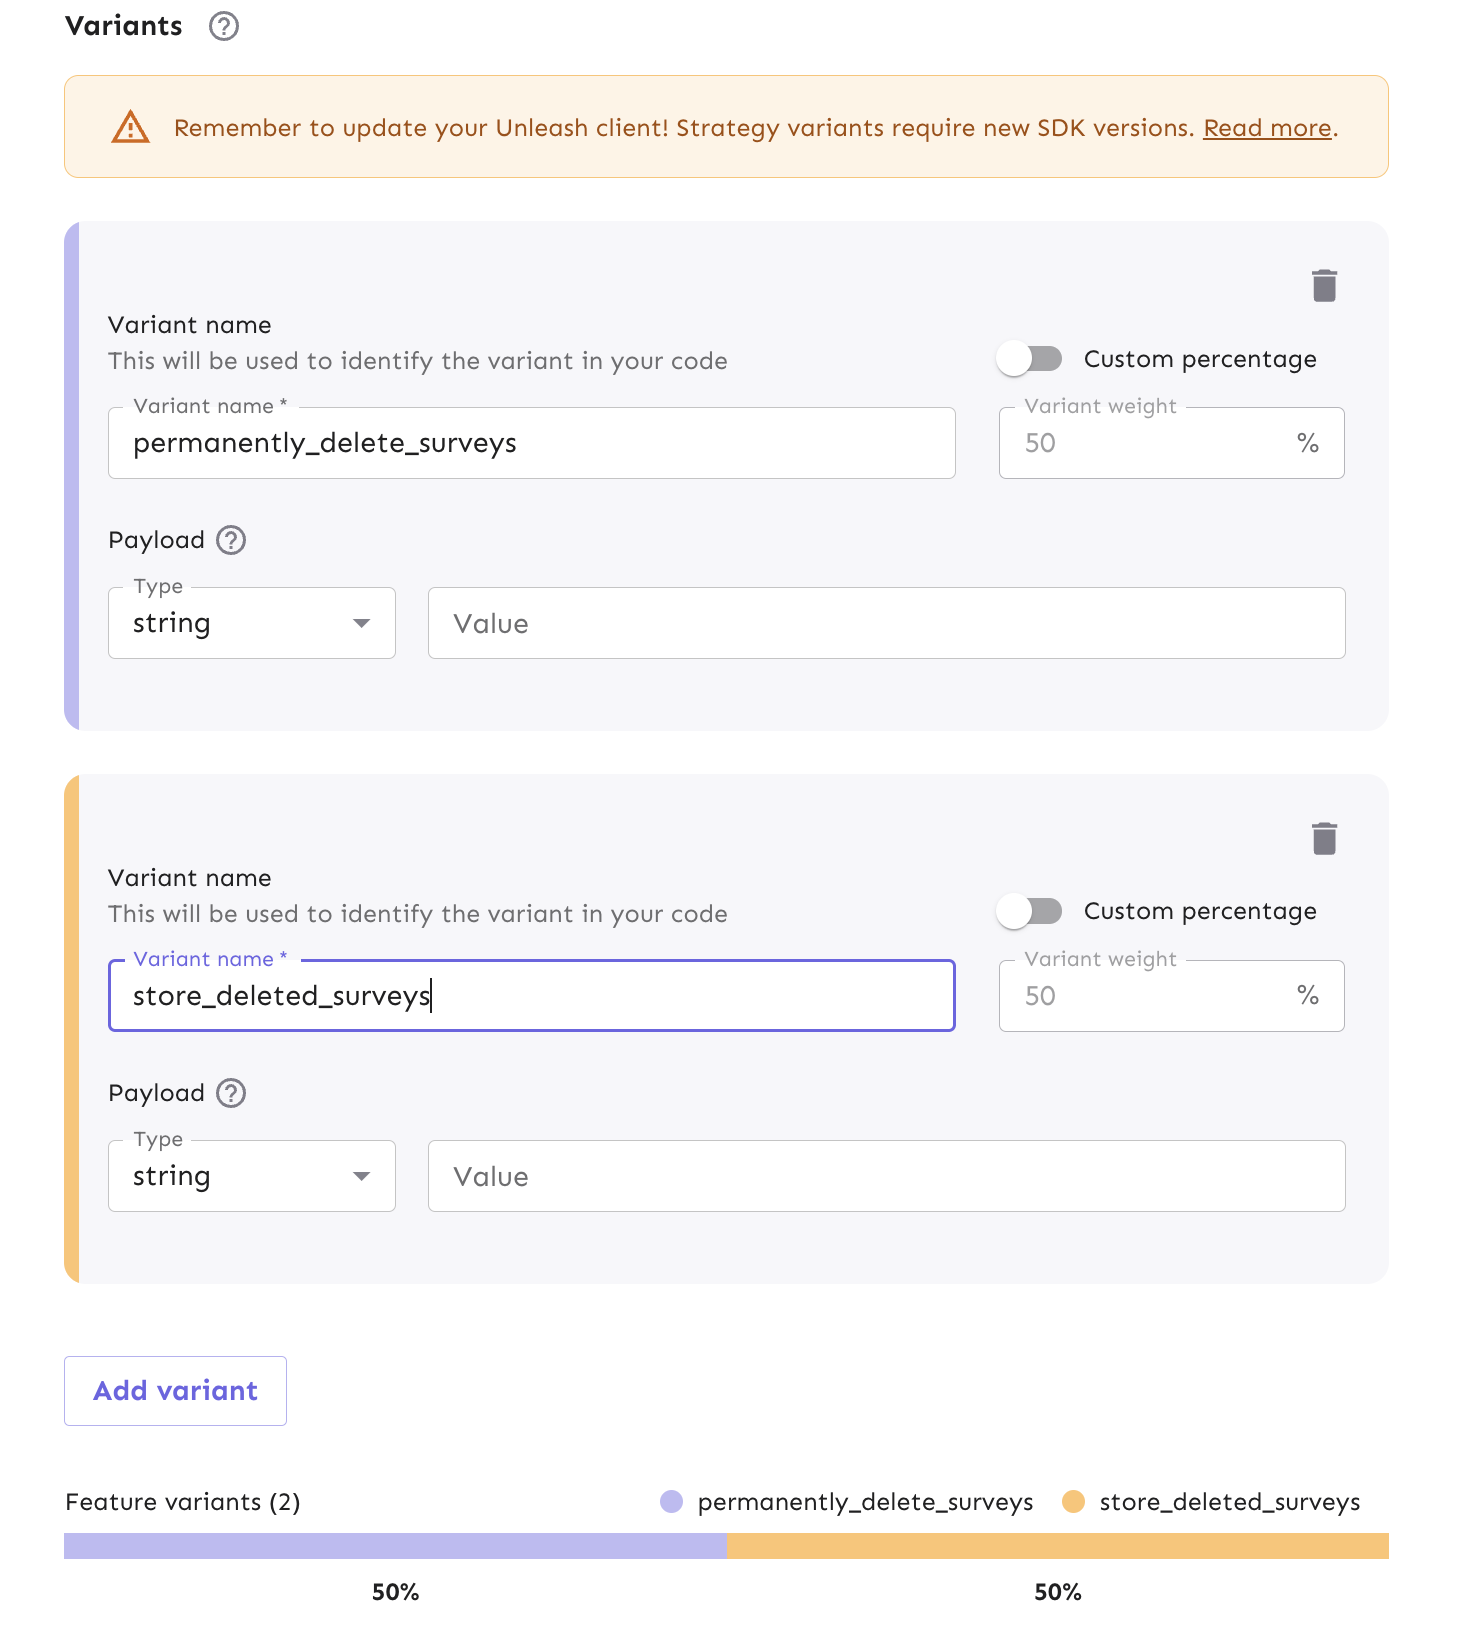 Variants
Remember to update your Unleash client! Strategy variants require new SDK versions. Read more.
Variant name
This will be used to identify the variant in your code
Custom percentage
Variant name *
permanently_delete_surveys
Variant weight
50 %
Payload
Type
string
Value
Variant name
This will be used to identify the variant in your code
Custom percentage
Variant name *
store_deleted_surveys
Variant weight
50 %
Payload
Type
string
Value
Add variant
Feature variants (2) permanently_delete_surveys store_deleted_surveys
50% 50%